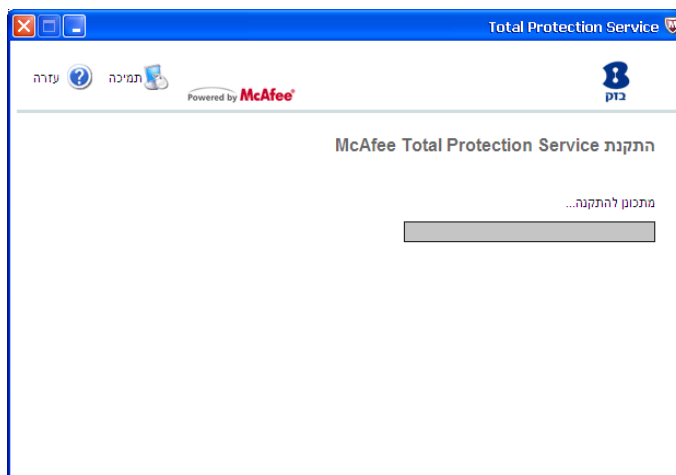 Total Protection Service
בזק
Powered by McAfee®
תמיכה
עזרה
התקנת McAfee Total Protection Service
מתכונן להתקנה...